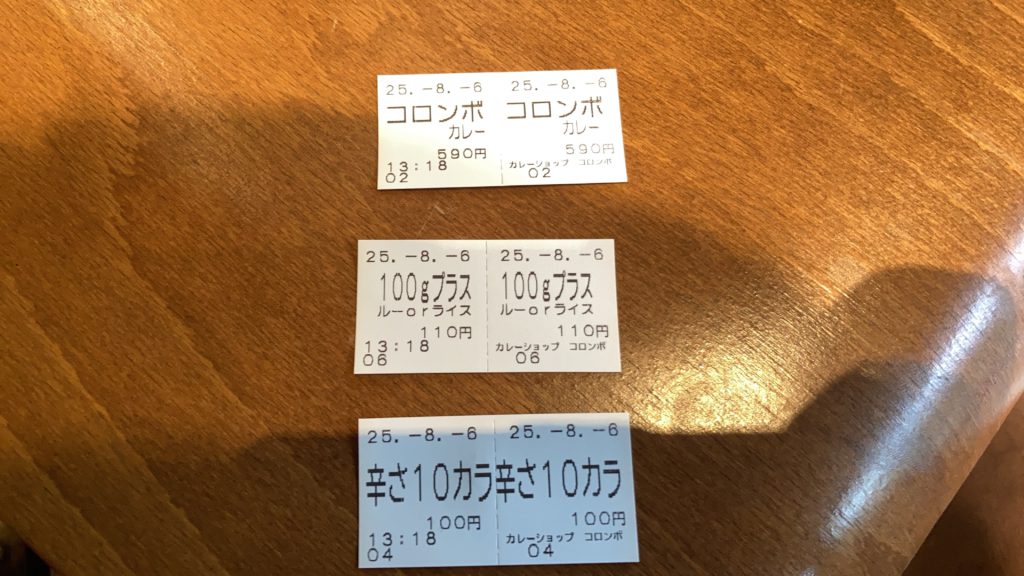 25.-8.-6
コロンボ
カレー
590円
13:18
02
25.-8.-6
コロンボ
カレー
590円
カレーショップ コロンボ
02
25.-8.-6
100gプラス
ルーorライス
110円
13:18
06
25.-8.-6
100gプラス
ルーorライス
110円
カレーショップ コロンボ
06
25.-8.-6
辛さ10カラ
100円
13:18
04
25.-8.-6
辛さ10カラ
100円
カレーショップ コロンボ
04